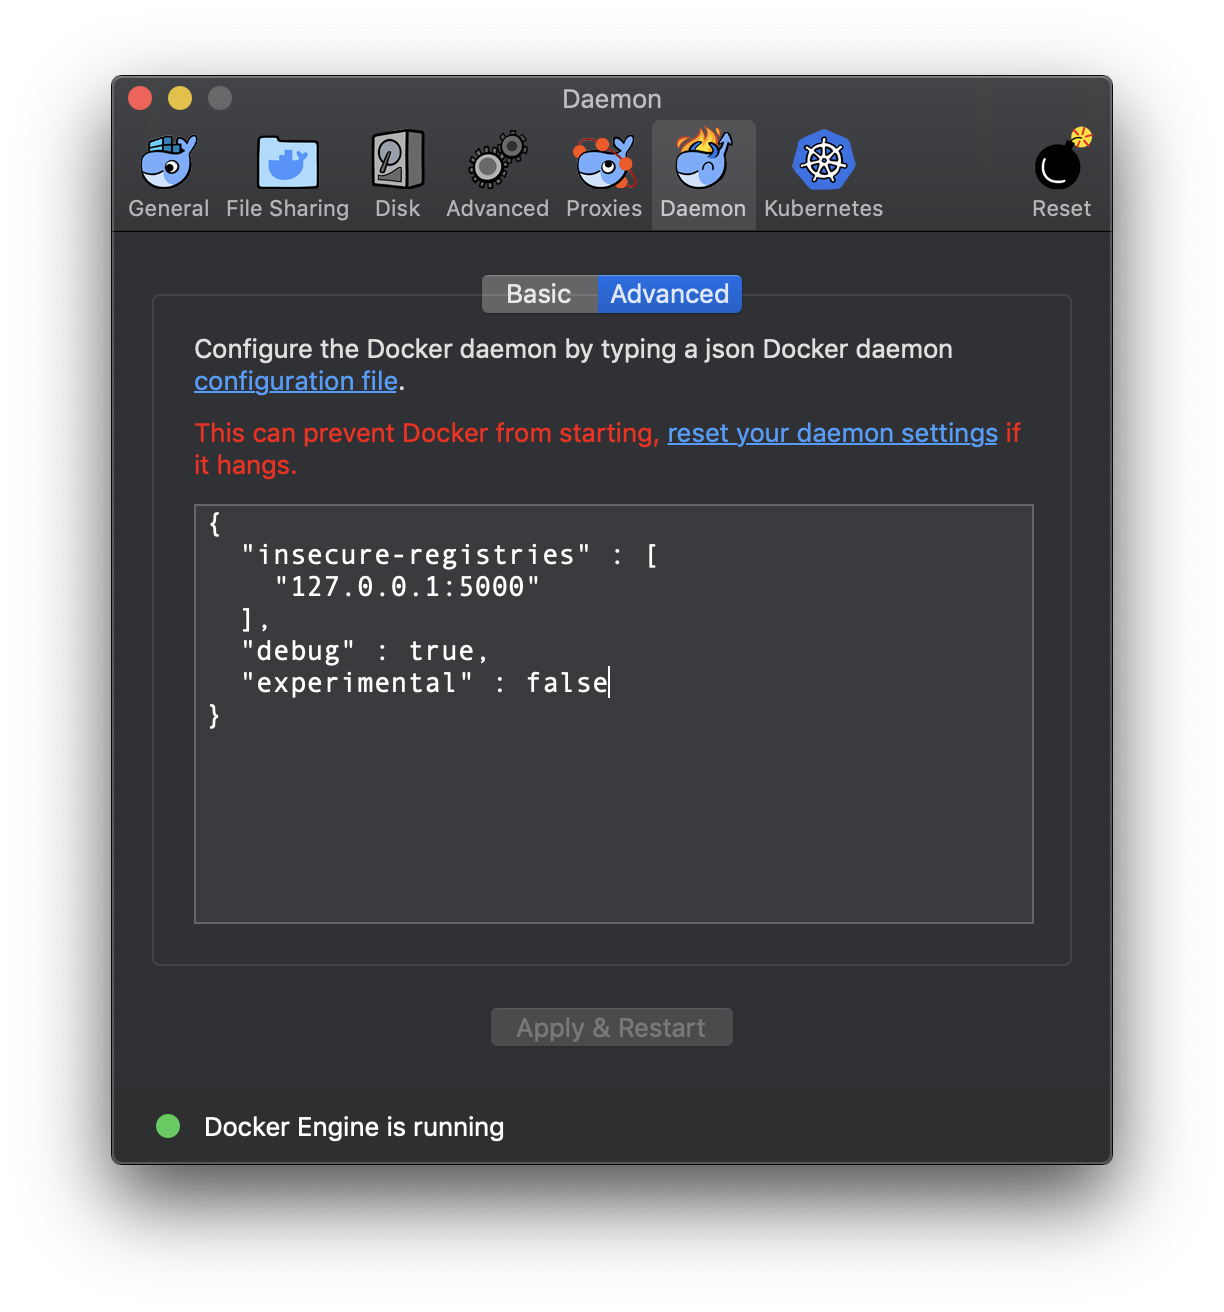 Daemon
General File Sharing Disk Advanced Proxies Daemon Kubernetes Reset
Basic Advanced
Configure the Docker daemon by typing a json Docker daemon
configuration file.
This can prevent Docker from starting, reset your daemon settings if
it hangs.
{
  "insecure-registries" : [
    "127.0.0.1:5000"
  ],
  "debug" : true,
  "experimental" : false
}
Apply & Restart
Docker Engine is running